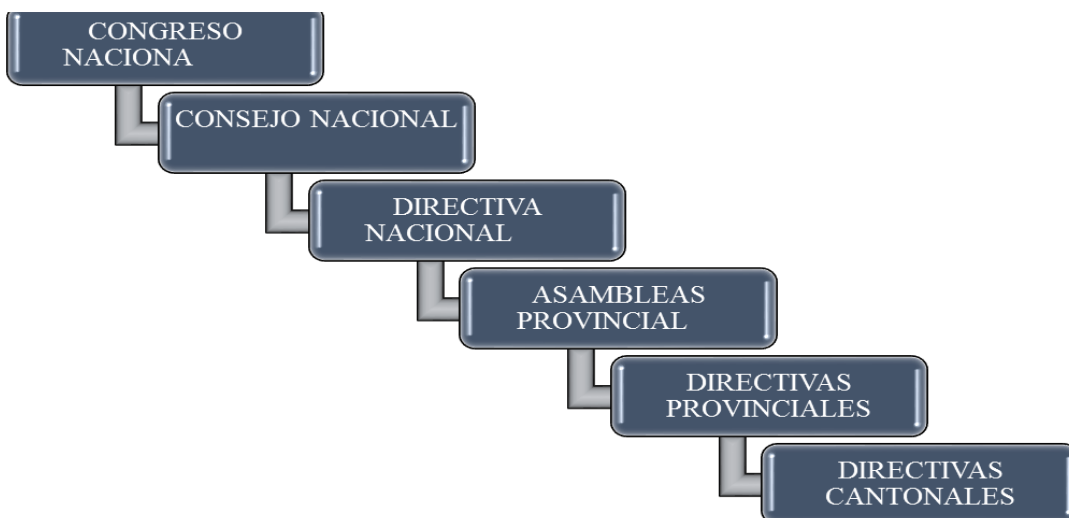 CONGRESO
NACIONA
CONSEJO NACIONAL
DIRECTIVA
NACIONAL
ASAMBLEAS
PROVINCIAL
DIRECTIVAS
PROVINCIALES
DIRECTIVAS
CANTONALES